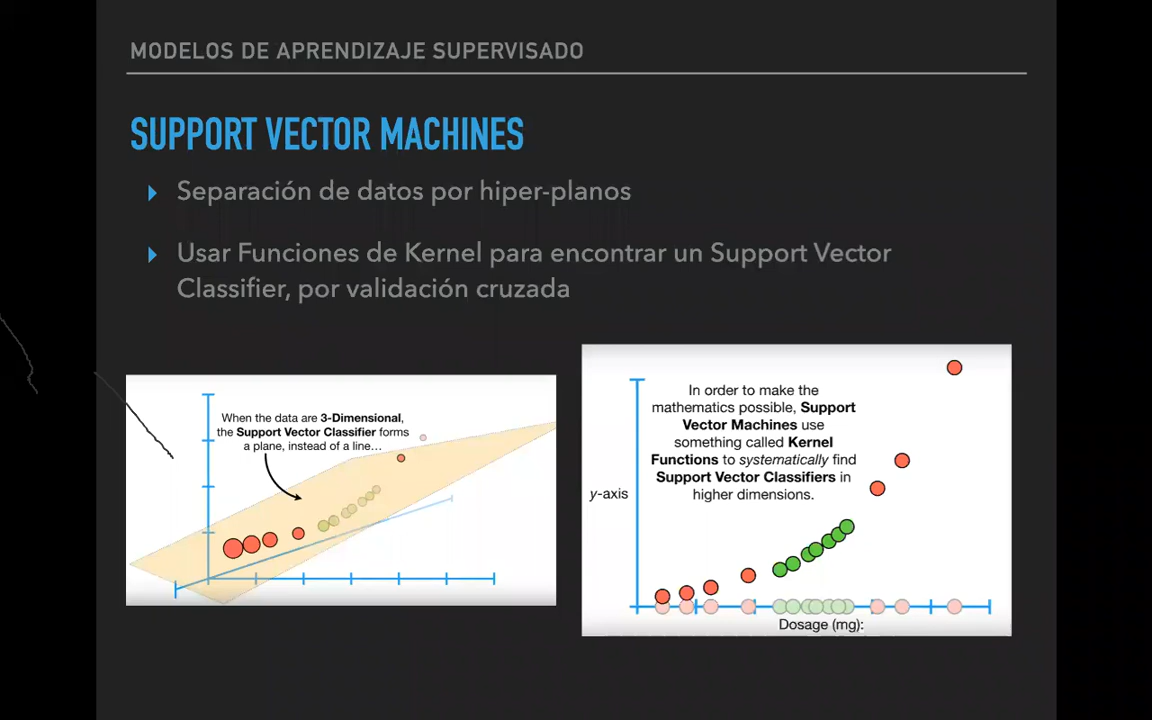 MODELOS DE APRENDIZAJE SUPERVISADO
SUPPORT VECTOR MACHINES
Separación de datos por hiper-planos
Usar Funciones de Kernel para encontrar un Support Vector
Classifier, por validación cruzada
When the data are 3-Dimensional,
the Support Vector Classifier forms
a plane, instead of a line...
In order to make the
mathematics possible, Support
Vector Machines use
something called Kernel
Functions to systematically find
Support Vector Classifiers in
higher dimensions.
y-axis
Dosage (mg):